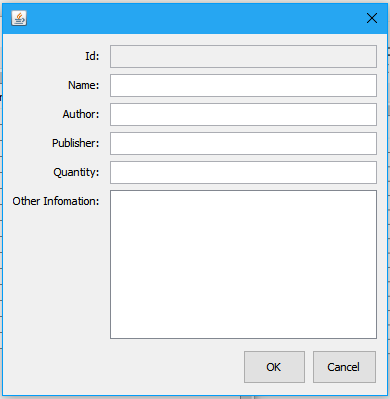 Id:
Name:
Author:
Publisher:
Quantity:
Other Infomation:
OK
Cancel